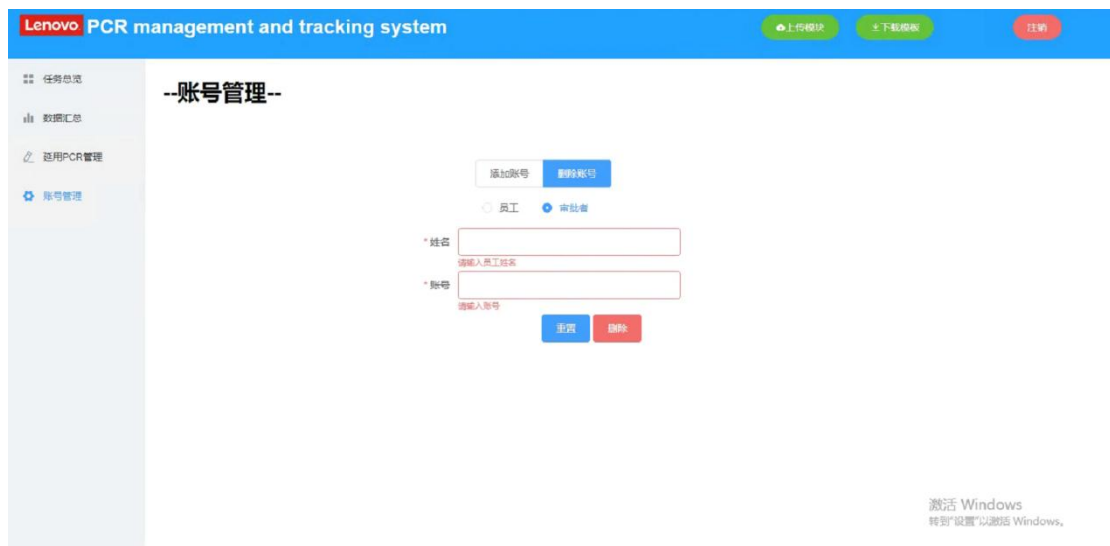 Lenovo PCR management and tracking system
上传模块
下载模板
注销
任务总览
数据汇总
延用PCR管理
账号管理
--账号管理--
添加账号
删除账号
员工
审批者
*姓名
请输入员工姓名
*账号
请输入账号
重置
删除
激活 Windows
转到“设置”以激活 Windows。